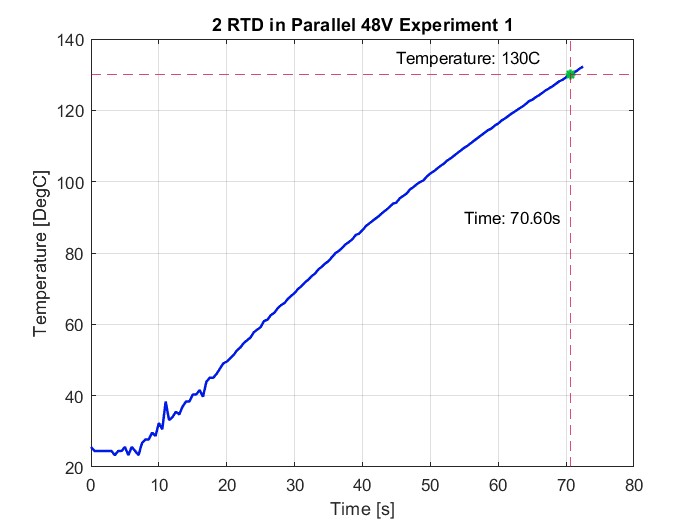 2 RTD in Parallel 48V Experiment 1
140
Temperature: 130C
120
100
Time: 70.60s
80
60
40
20
0 10 20 30 40 50 60 70 80
Time [s]
Temperature [DegC]